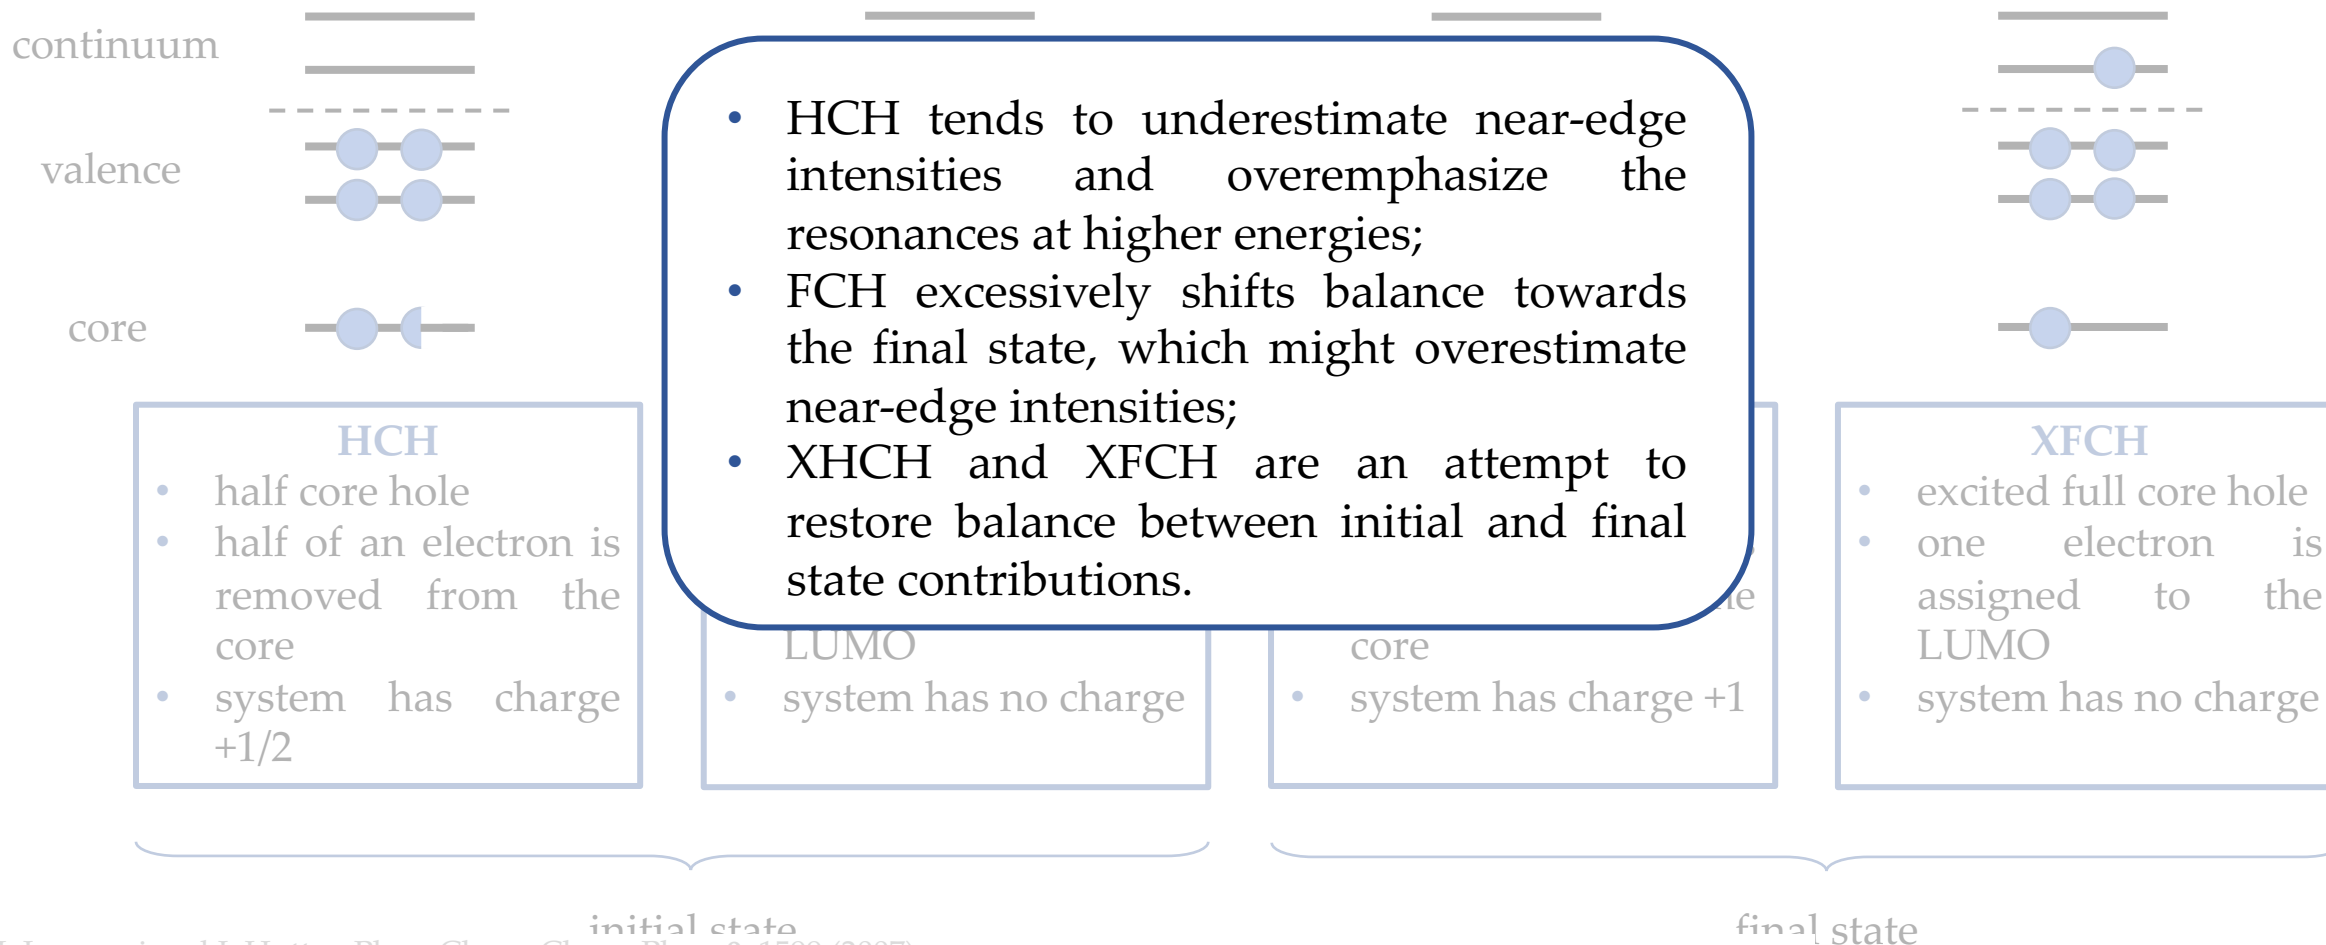 continuum
valence
core
• HCH tends to underestimate near-edge
intensities and overemphasize the
resonances at higher energies;
• FCH excessively shifts balance towards
the final state, which might overestimate
near-edge intensities;
• XHCH and XFCH are an attempt to
restore balance between initial and final
state contributions.
HCH
• half core hole
• half of an electron is
removed from the
core
• system has charge
+1/2
LUMO
• system has no charge
core
• system has charge +1
XFCH
• excited full core hole
• one electron is
assigned to the
LUMO
• system has no charge
initial state
final state